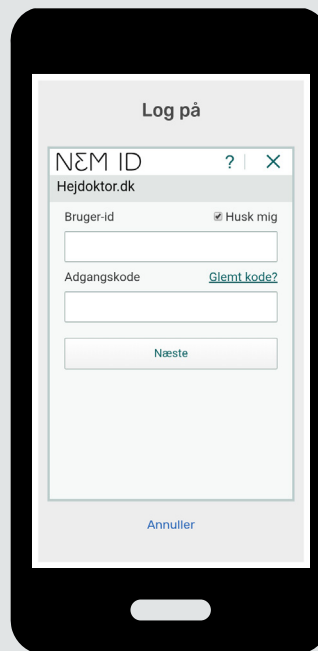 Log på
NEM ID ? ×
Hejdoktor.dk
Bruger-id Husk mig
Adgangskode Glemt kode?
Næste
Annuller